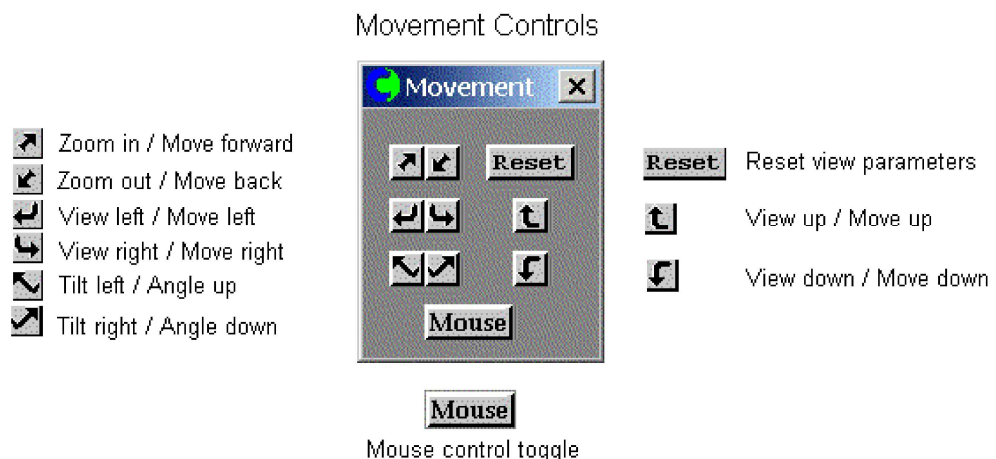 Movement Controls
Movement
Zoom in / Move forward
Zoom out / Move back
View left / Move left
View right / Move right
Tilt left / Angle up
Tilt right / Angle down
Reset
Mouse
Reset Reset view parameters
View up / Move up
View down / Move down
Mouse
Mouse control toggle